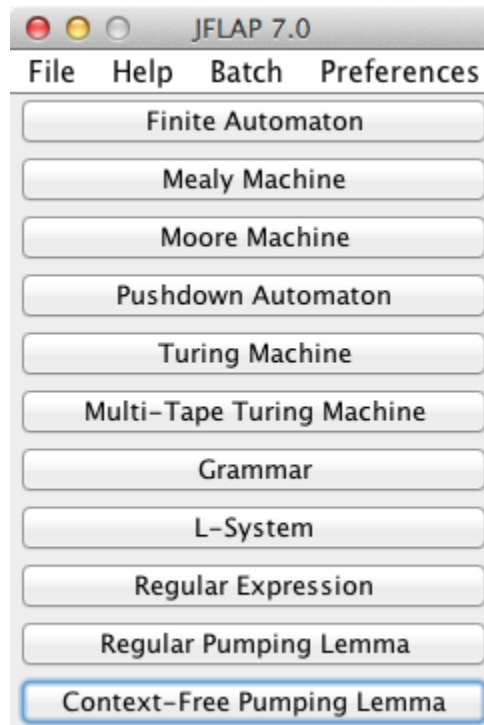 JFLAP 7.0
File Help Batch Preferences
Finite Automaton
Mealy Machine
Moore Machine
Pushdown Automaton
Turing Machine
Multi-Tape Turing Machine
Grammar
L-System
Regular Expression
Regular Pumping Lemma
Context-Free Pumping Lemma